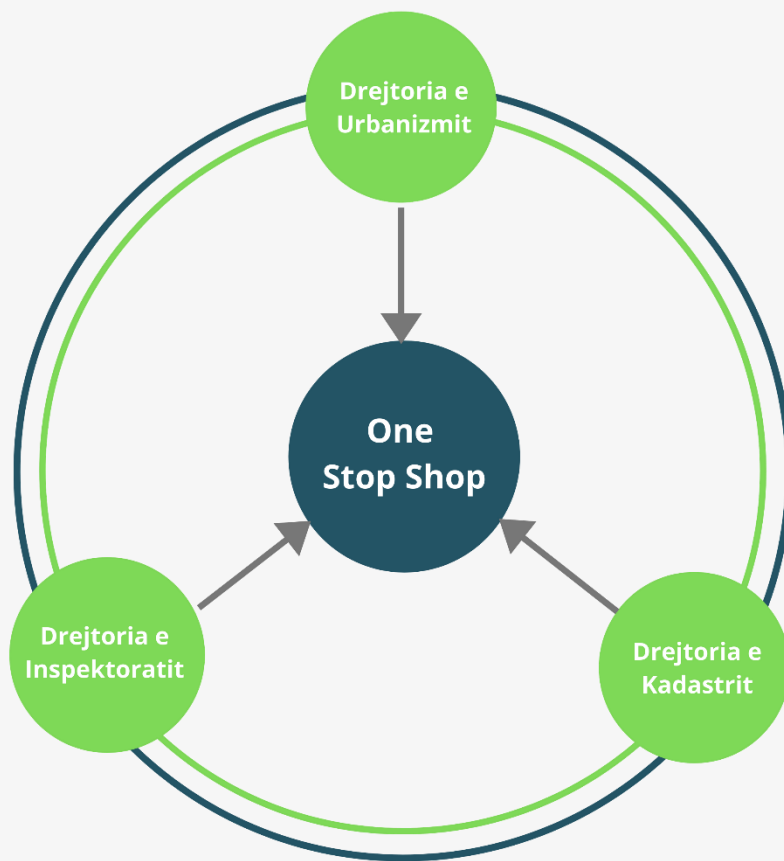 Drejtoria e
Urbanizmit
One
Stop Shop
Drejtoria e
Inspektoratit
Drejtoria e
Kadastrit